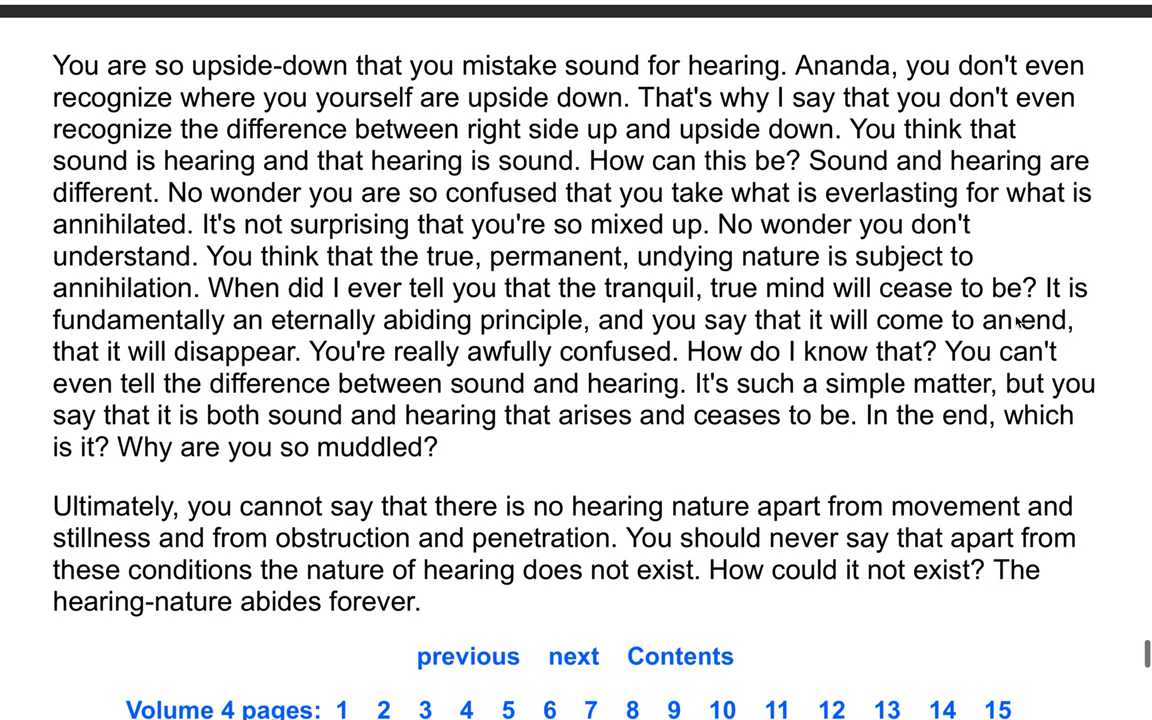 You are so upside-down that you mistake sound for hearing. Ananda, you don't even
recognize where you yourself are upside down. That's why I say that you don't even
recognize the difference between right side up and upside down. You think that
sound is hearing and that hearing is sound. How can this be? Sound and hearing are
different. No wonder you are so confused that you take what is everlasting for what is
annihilated. It's not surprising that you're so mixed up. No wonder you don't
understand. You think that the true, permanent, undying nature is subject to
annihilation. When did I ever tell you that the tranquil, true mind will cease to be? It is
fundamentally an eternally abiding principle, and you say that it will come to an end,
that it will disappear. You're really awfully confused. How do I know that? You can't
even tell the difference between sound and hearing. It's such a simple matter, but you
say that it is both sound and hearing that arises and ceases to be. In the end, which
is it? Why are you so muddled?
Ultimately, you cannot say that there is no hearing nature apart from movement and
stillness and from obstruction and penetration. You should never say that apart from
these conditions the nature of hearing does not exist. How could it not exist? The
hearing-nature abides forever.
previous next Contents
Volume 4 pages: 1 2 3 4 5 6 7 8 9 10 11 12 13 14 15